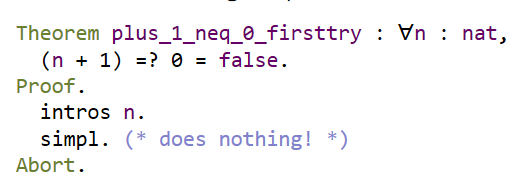 Theorem plus_1_neq_0_firsttry : ∀n : nat,
  (n + 1) =? 0 = false.
Proof.
  intros n.
  simpl. (* does nothing! *)
Abort.